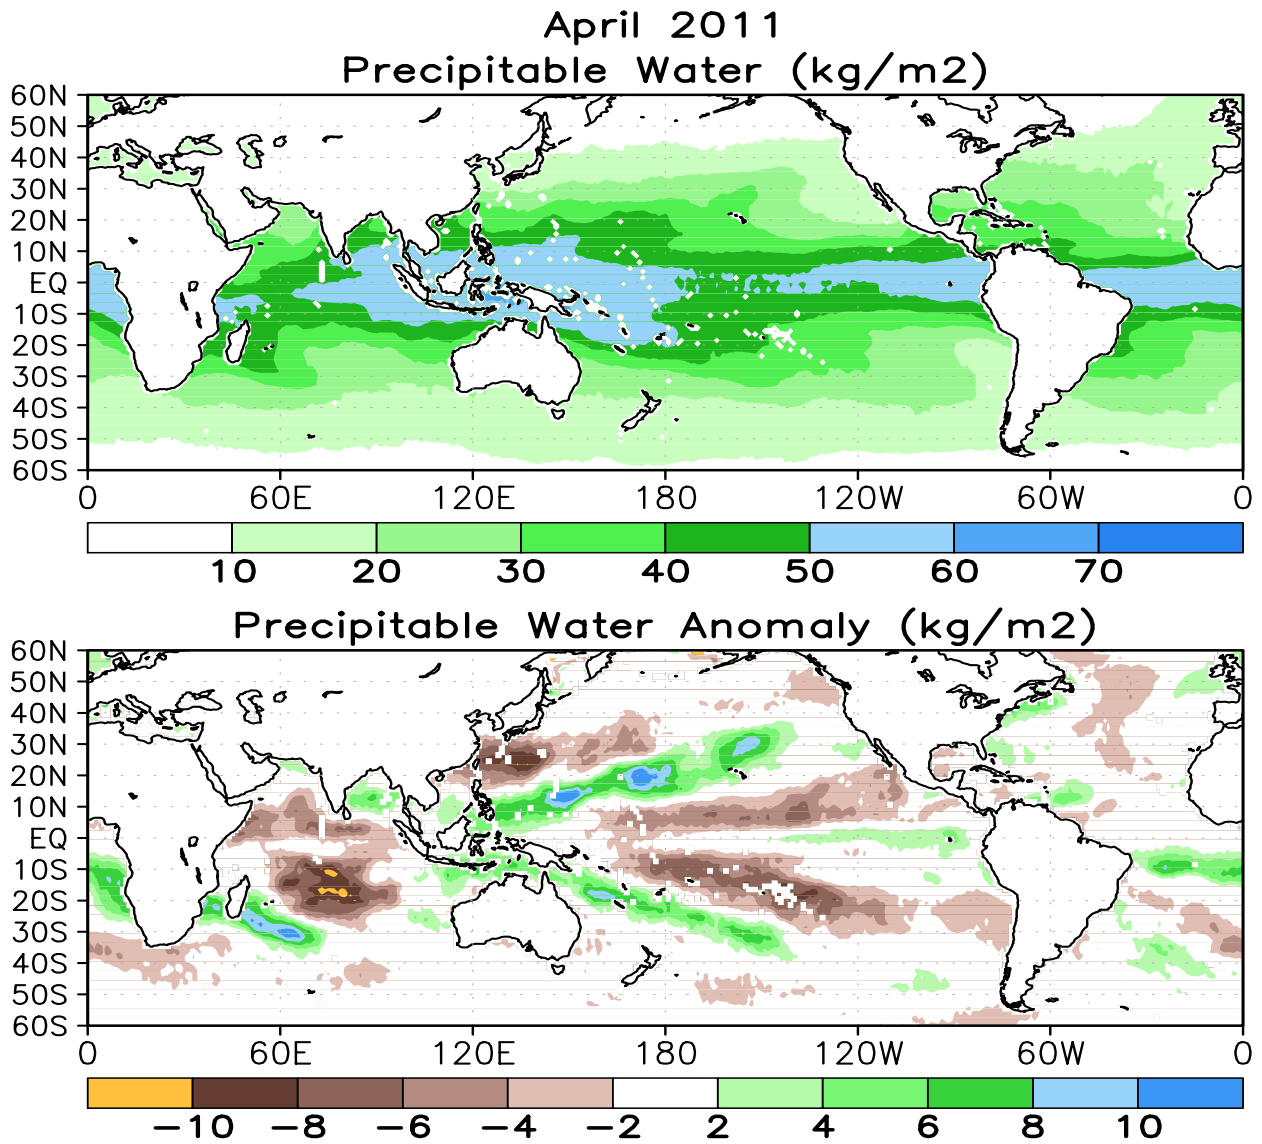 April 2011
Precipitable Water (kg/m2)
60N
50N
40N
30N
20N
10N
EQ
10S
20S
30S
40S
50S
60S
0 60E 120E 180 120W 60W 0
10 20 30 40 50 60 70
Precipitable Water Anomaly (kg/m2)
60N
50N
40N
30N
20N
10N
EQ
10S
20S
30S
40S
50S
60S
0 60E 120E 180 120W 60W 0
−10 −8 −6 −4 −2 2 4 6 8 10